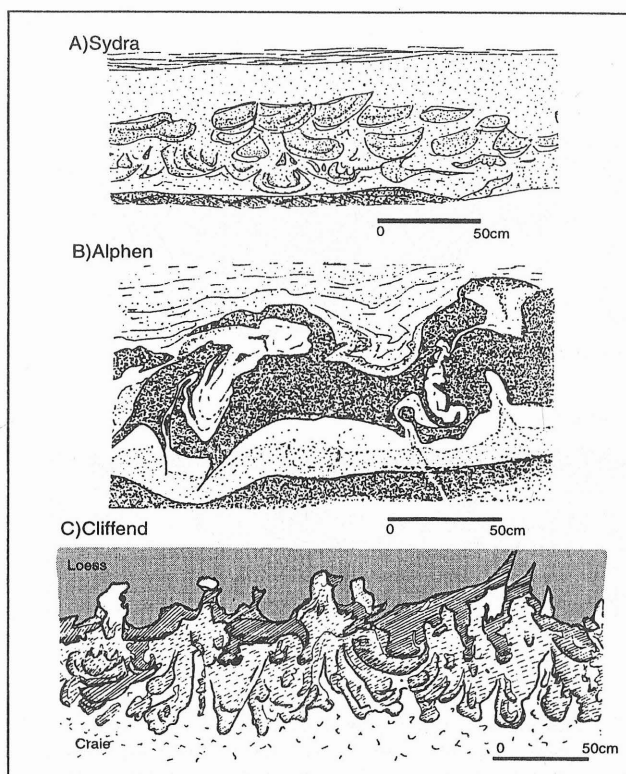 A)Sydra
0 50cm
B)Alphen
0 50cm
C)Cliffend
Loess
Craie
0 50cm